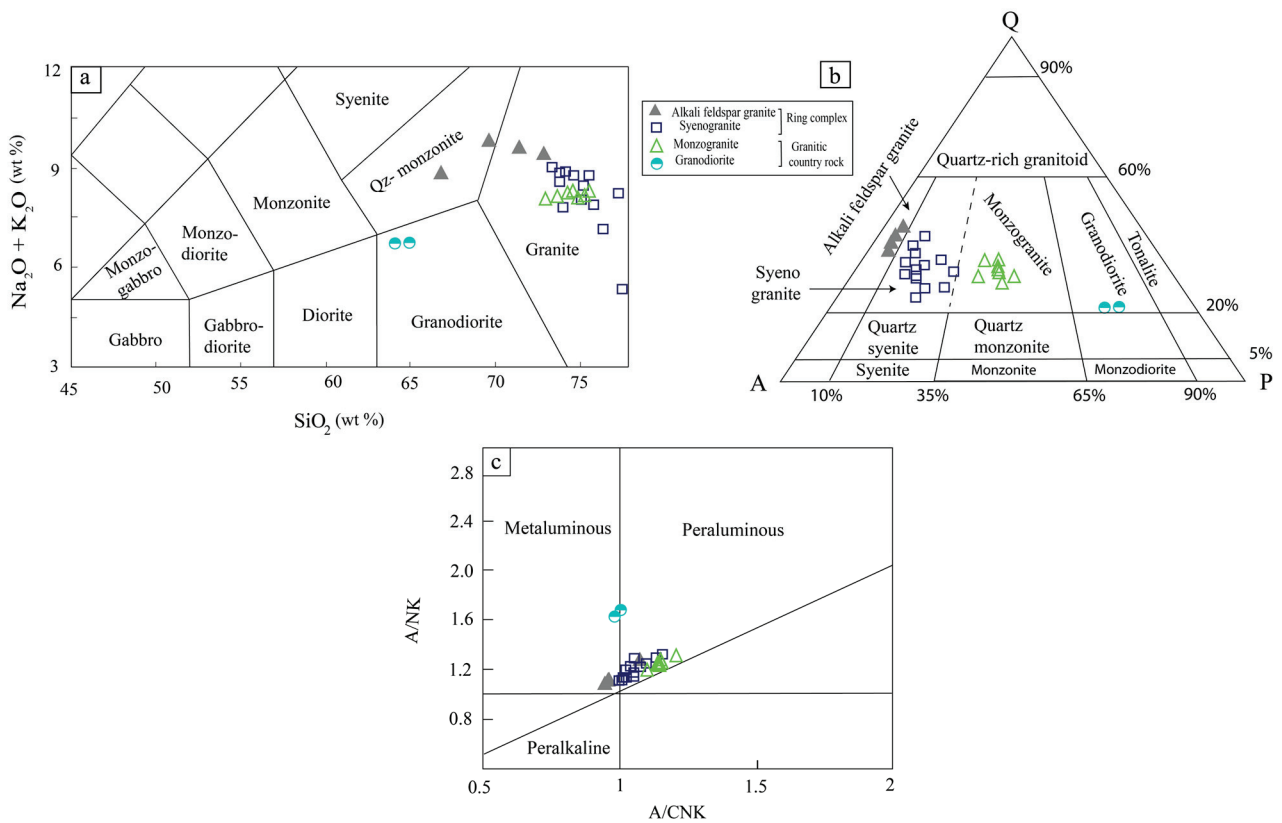 a
12
9
6
3
Na2O + K2O (wt %)
45
50
55
60
65
70
75
SiO2 (wt %)
Syenite
Qz- monzonite
Monzonite
Monzo-
diorite
Monzo-
gabbro
Gabbro
Gabbro-
diorite
Diorite
Granodiorite
Granite
Alkali feldspar granite
Syenogranite
Ring complex
Monzogranite
Granodiorite
Granitic
country rock
b
Q
90%
Quartz-rich granitoid
60%
Alkali feldspar granite
Syeno
granite
Monzogranite
Granodiorite
Tonalite
20%
Quartz
syenite
Quartz
monzonite
5%
Syenite
Monzonite
Monzodiorite
A
P
10%
35%
65%
90%
c
2.8
2.4
2.0
1.6
1.2
0.8
A/NK
Metaluminous
Peraluminous
Peralkaline
0.5
1
1.5
2
A/CNK